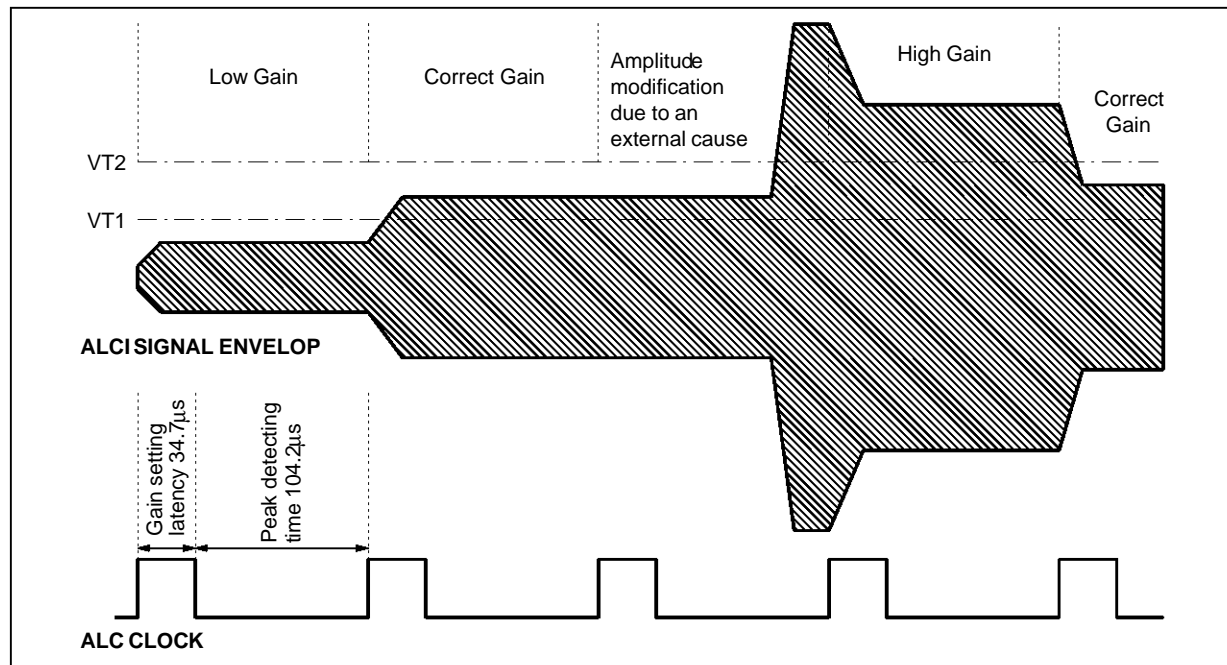 Low Gain
Correct Gain
Amplitude
modification
due to an
external cause
High Gain
Correct
Gain
VT2
VT1
ALCI SIGNAL ENVELOP
Gain setting
latency 34.7μs
Peak detecting
time 104.2μs
ALC CLOCK